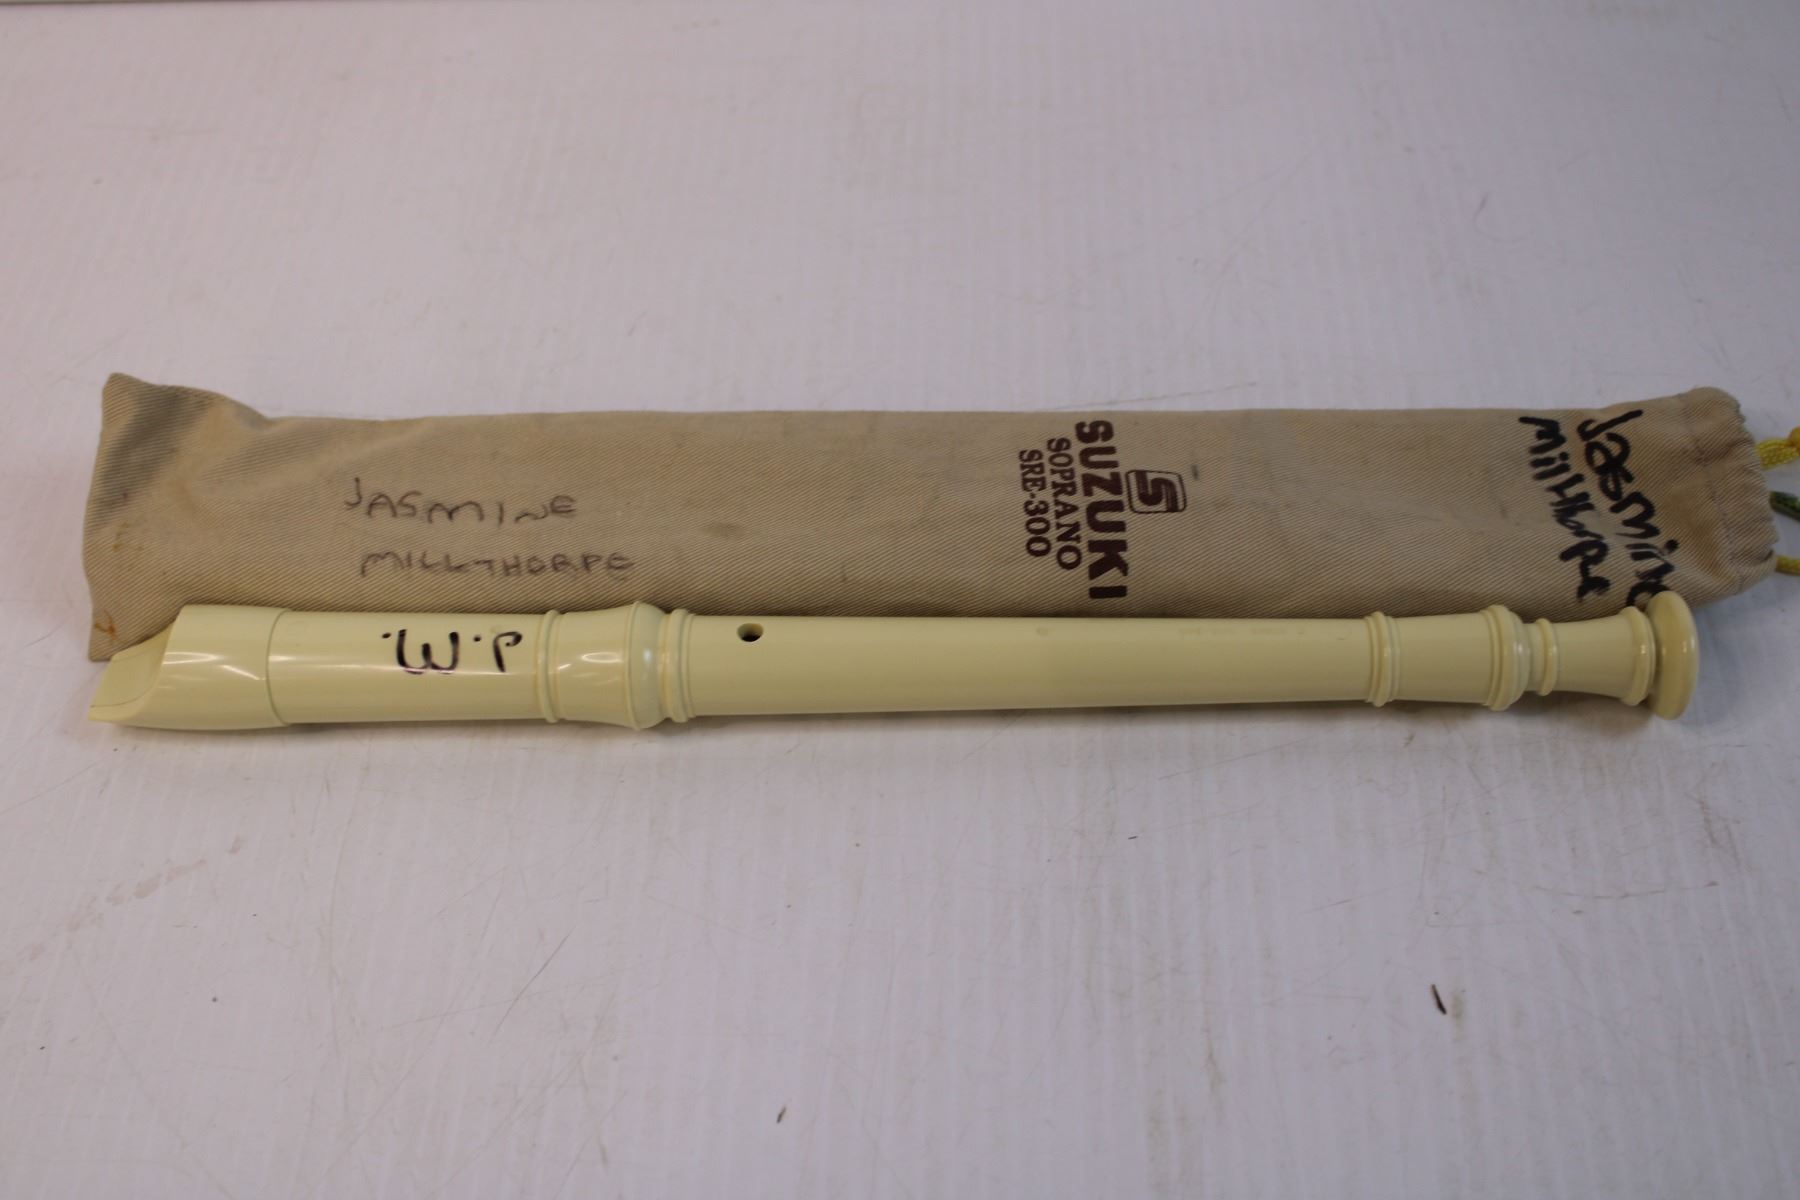 JASMINE
MILLTHORPE
SUZUKI
SOPRANO
SRE-300
Jasmine
Millthorpe
J.M.